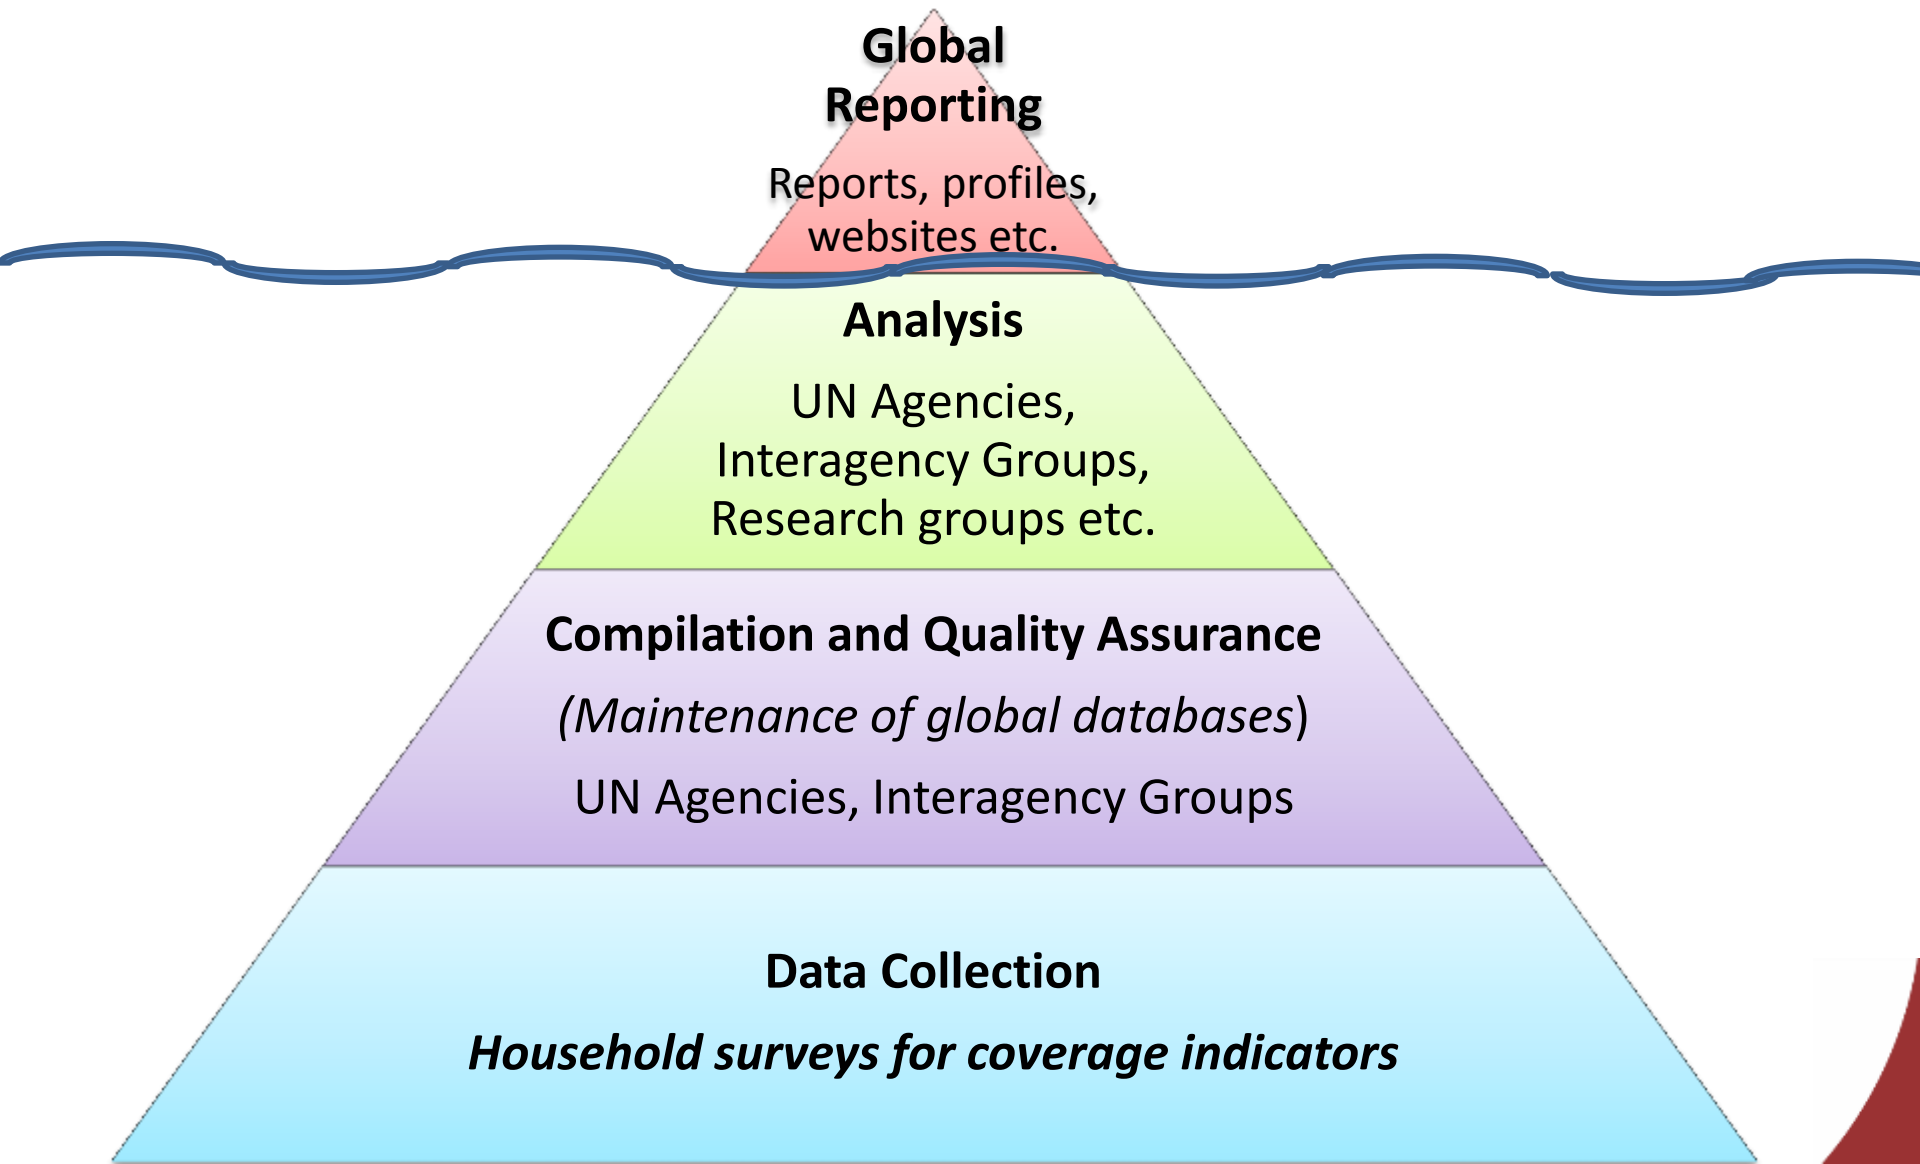 Global
Reporting
Reports, profiles,
websites etc.
Analysis
UN Agencies,
Interagency Groups,
Research groups etc.
Compilation and Quality Assurance
(Maintenance of global databases)
UN Agencies, Interagency Groups
Data Collection
Household surveys for coverage indicators